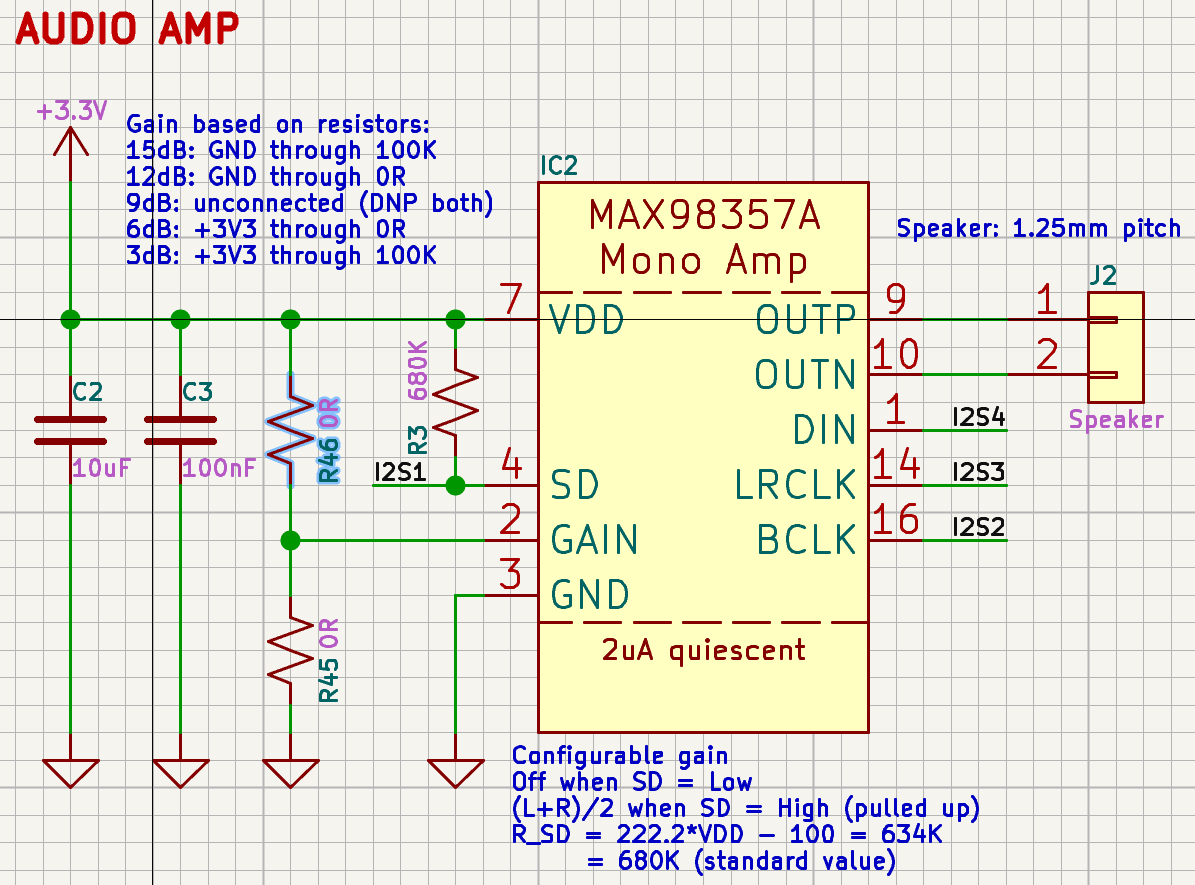 AUDIO AMP
+3.3V
Gain based on resistors:
15dB: GND through 100K
12dB: GND through 0R
9dB: unconnected (DNP both)
6dB: +3V3 through 0R
3dB: +3V3 through 100K
IC2
MAX98357A
Mono Amp
Speaker: 1.25mm pitch
J2
7 VDD OUTP 9 1
OUTN 10 2
Speaker
C2
10uF
C3
100nF
R46 0R
R3 680K
DIN 1 I2S4
I2S1 4 SD LRCLK 14 I2S3
2 GAIN BCLK 16 I2S2
3 GND
R45 0R
2uA quiescent
Configurable gain
Off when SD = Low
(L+R)/2 when SD = High (pulled up)
R_SD = 222.2*VDD - 100 = 634K
= 680K (standard value)